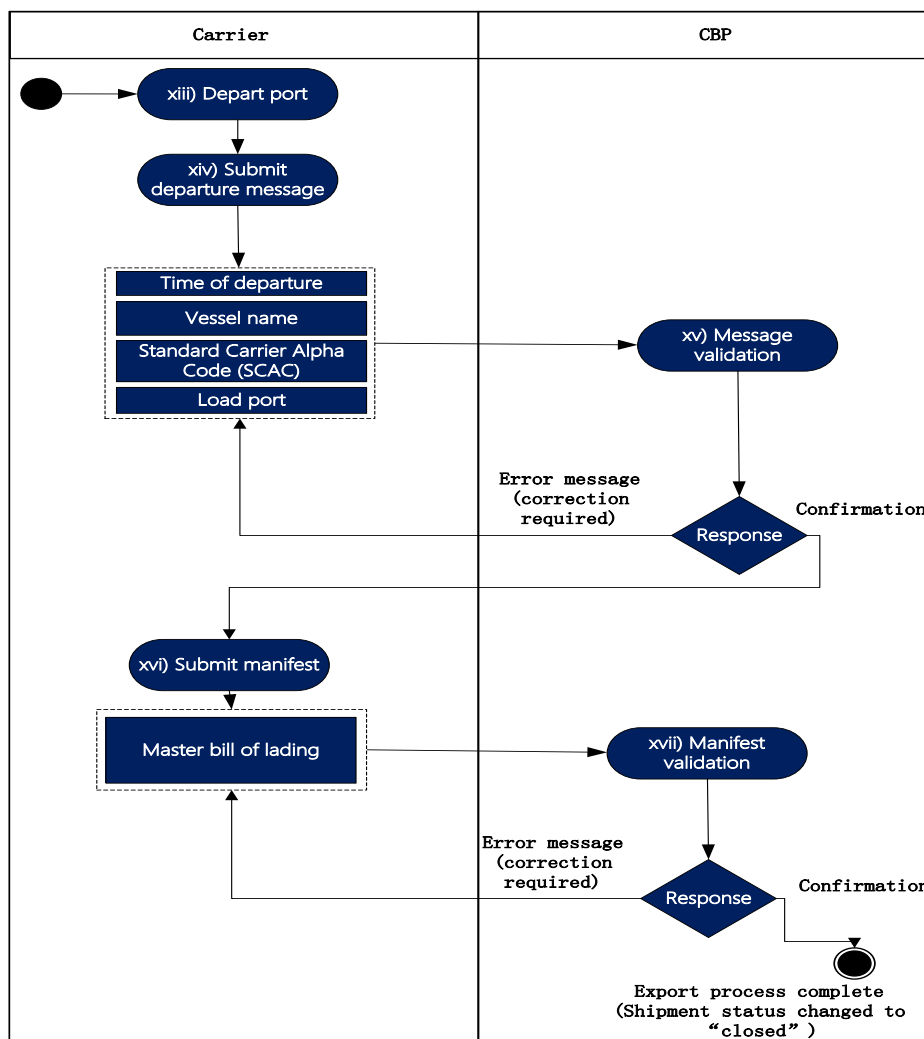 Carrier
CBP
xiii) Depart port
xiv) Submit
departure message
Time of departure
Vessel name
Standard Carrier Alpha
Code (SCAC)
Load port
xv) Message
validation
Error message
(correction
required)
Confirmation
Response
xvi) Submit manifest
Master bill of lading
xvii) Manifest
validation
Error message
(correction
required)
Confirmation
Response
Export process complete
(Shipment status changed to
“closed”)